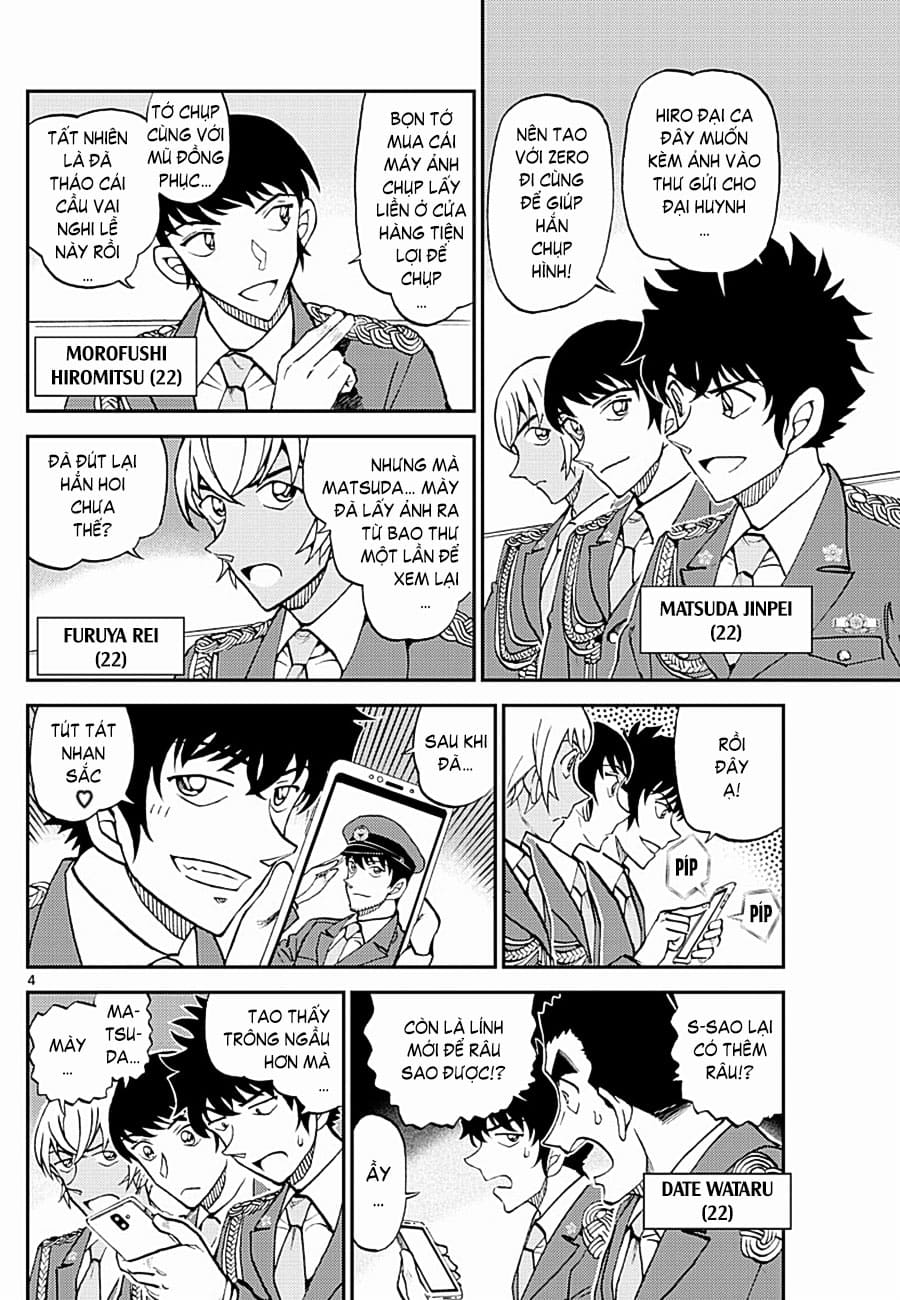 HIRO ĐẠI CA
ĐÂY MUỐN
KÈM ẢNH VÀO
THƯ GỬI CHO
ĐẠI HUYNH
...
NÊN TAO
VỚI ZERO
ĐI CÙNG
ĐỂ GIÚP
HẮN
CHỤP
HÌNH!
MATSUDA JINPEI
(22)
BỌN TỚ
MUA CÁI
MÁY ẢNH
CHỤP LẤY
LIỀN Ở CỬA
HÀNG TIỆN
LỢI ĐỂ
CHỤP
...
TỚ CHỤP
CÙNG VỚI
MŨ ĐỒNG
PHỤC...
TẤT NHIÊN
LÀ ĐÃ
THÁO CÁI
CẦU VAI
NGHI LỄ
NÀY RỒI
...
MOROFUSHI
HIROMITSU (22)
NHƯNG MÀ
MATSUDA... MÀY
ĐÃ LẤY ẢNH RA
TỪ BAO THƯ
MỘT LẦN ĐỂ
XEM LẠI
...
ĐÃ ĐÚT LẠI
HẲN HOI
CHƯA
THẾ?
FURUYA REI
(22)
RỒI
ĐÂY
Ạ!
PÍP
PÍP
SAU KHI
ĐÃ...
TÚT TÁT
NHAN
SẮC
♡
4
S-SAO LẠI
CÓ THÊM
RÂU!?
CÒN LÀ LÍNH
MỚI ĐỂ RÂU
SAO ĐƯỢC!?
ẦY
...
DATE WATARU
(22)
TAO THẤY
TRÔNG NGẦU
HƠN MÀ
...
MA-
TSU-
DA...
MÀY
...